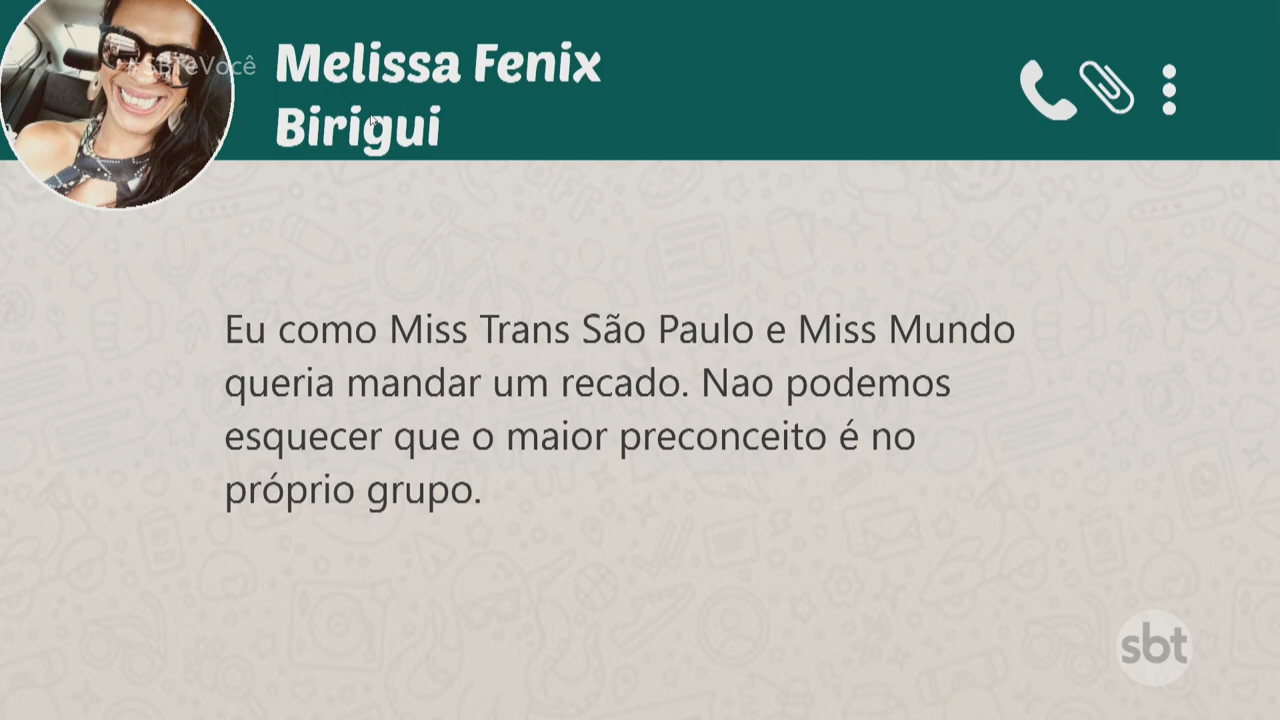 #SBTeVocê
Melissa Fenix
Birigui
Eu como Miss Trans São Paulo e Miss Mundo
queria mandar um recado. Nao podemos
esquecer que o maior preconceito é no
próprio grupo.
sbt